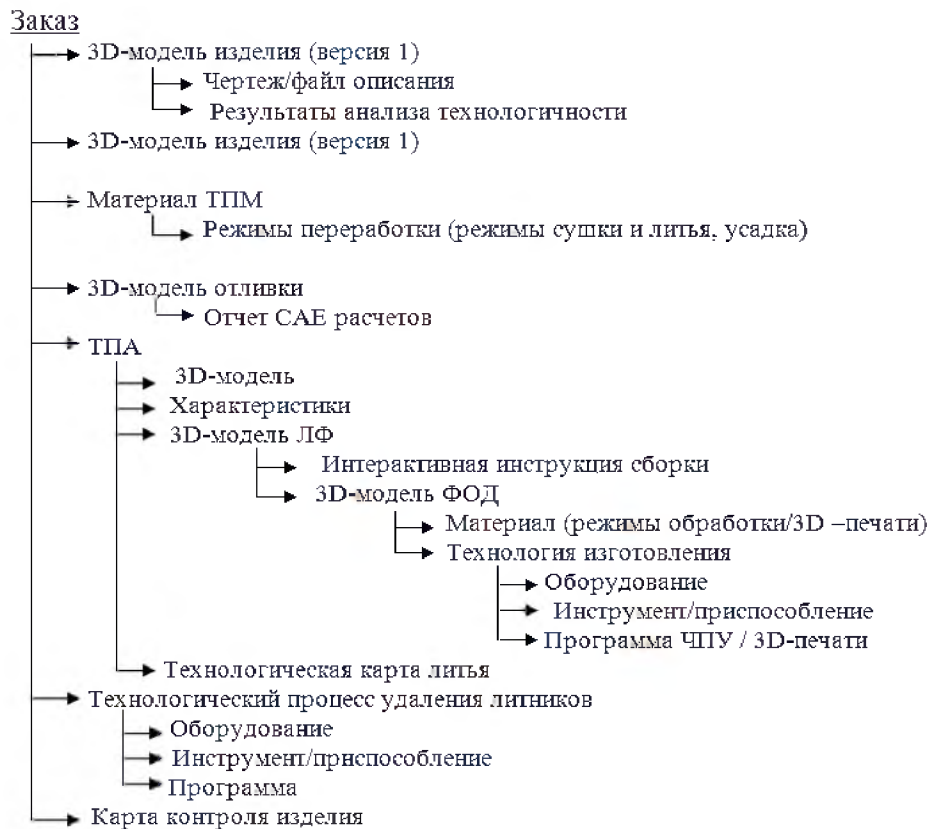 Заказ
3D-модель изделия (версия 1)
Чертеж/файл описания
Результаты анализа технологичности
3D-модель изделия (версия 1)
Материал ТПМ
Режимы переработки (режимы сушки и литья, усадка)
3D-модель отливки
Отчет САЕ расчетов
ТПА
3D-модель
Характеристики
3D-модель ЛФ
Интерактивная инструкция сборки
3D-модель ФОД
Материал (режимы обработки/3D –печати)
Технология изготовления
Оборудование
Инструмент/приспособление
Программа ЧПУ / 3D-печати
Технологическая карта литья
Технологический процесс удаления литников
Оборудование
Инструмент/приспособление
Программа
Карта контроля изделия